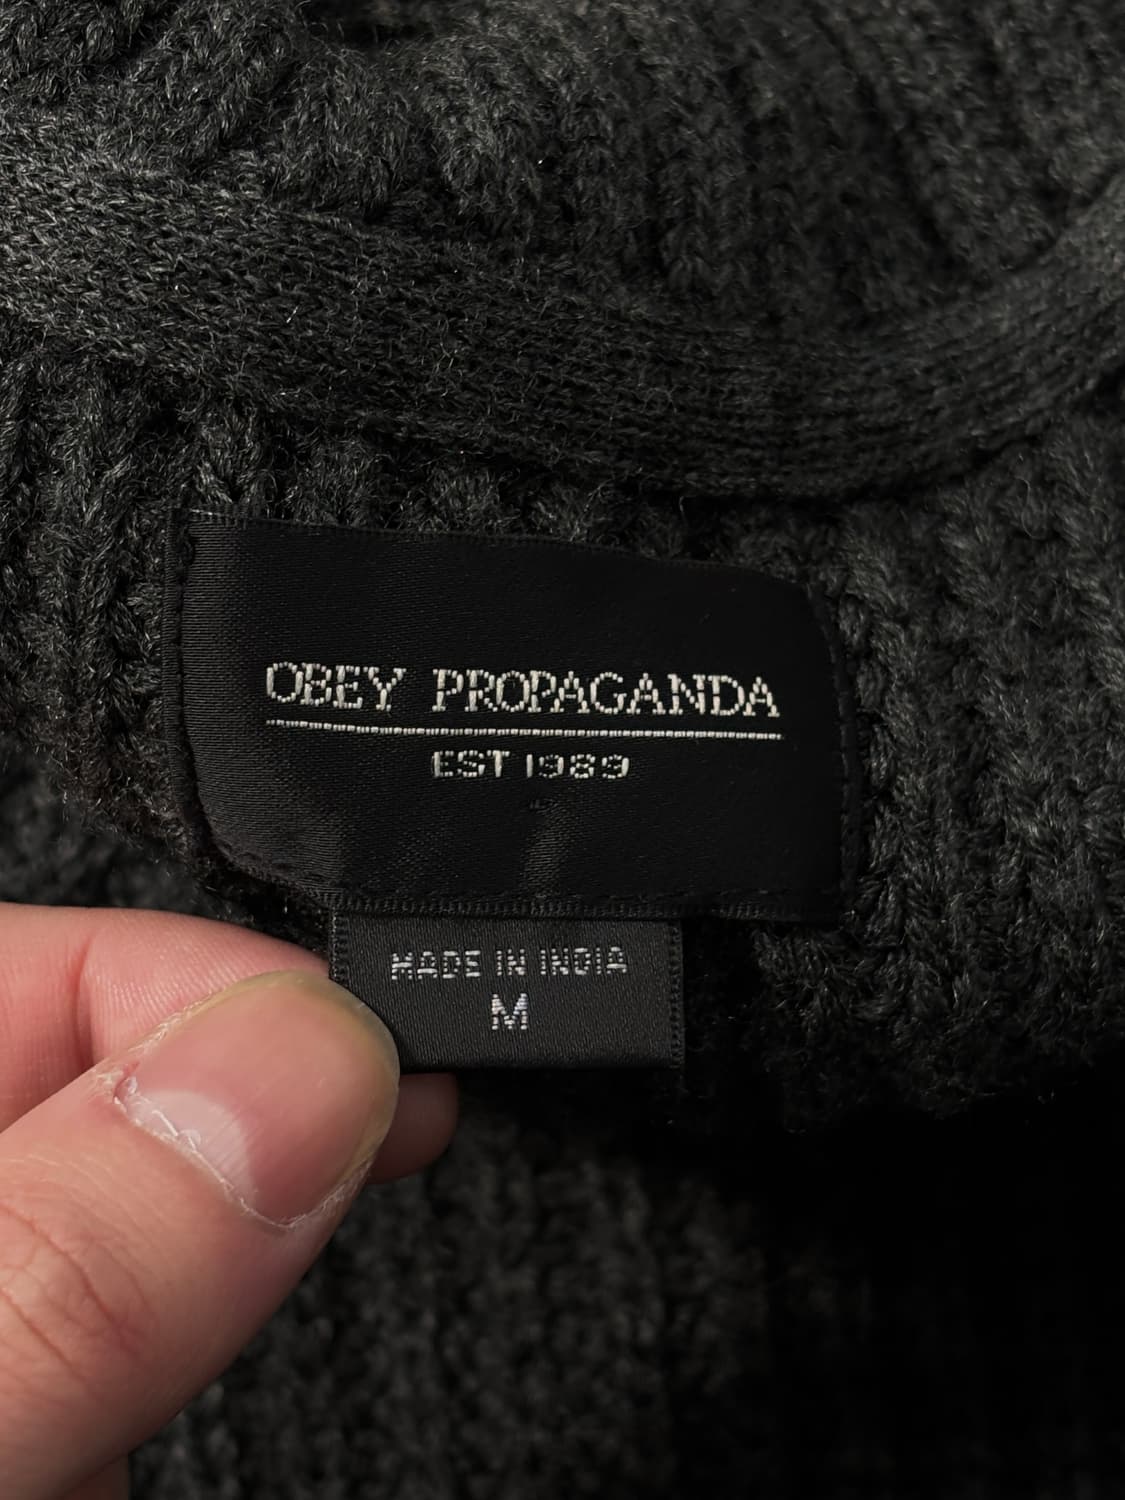 OBEY PROPAGANDA
EST 1989
MADE IN INDIA
M